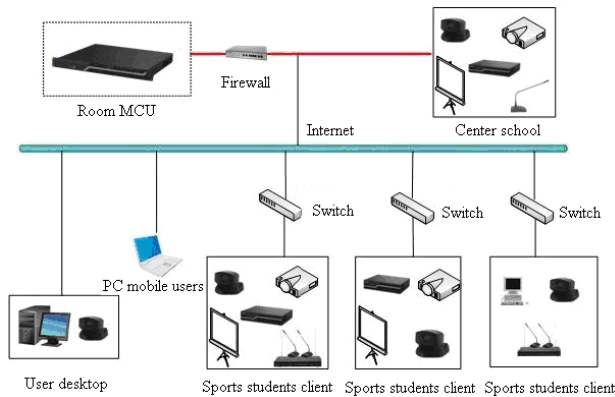 Firewall
Room MCU
Internet
Center school
Switch
Switch
Switch
PC mobile users
User desktop
Sports students client
Sports students client
Sports students client